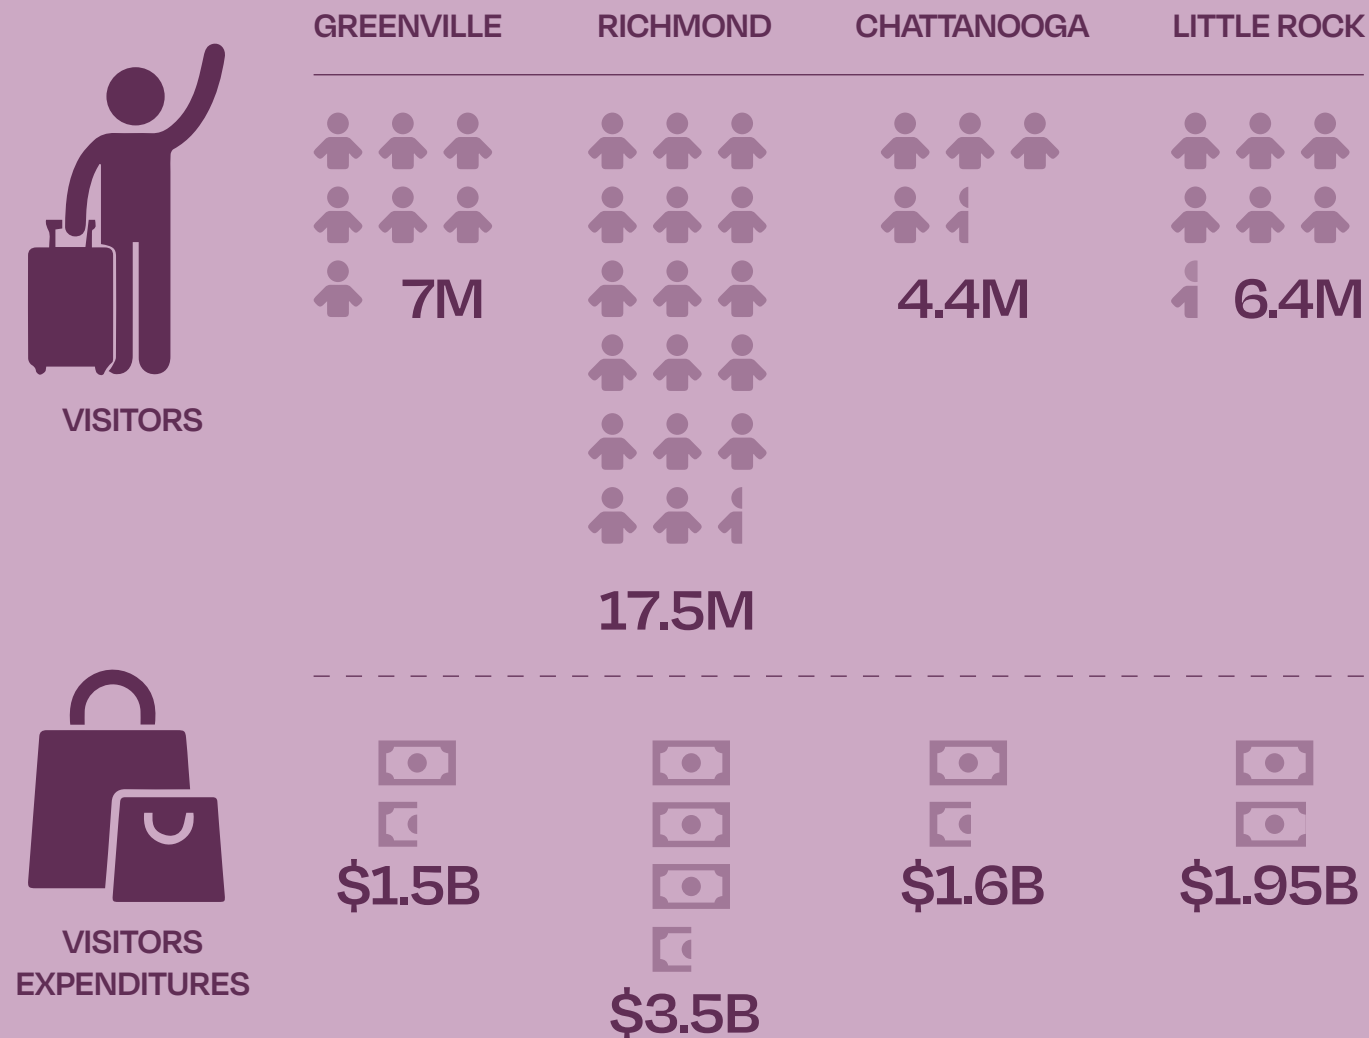 GREENVILLE RICHMOND CHATTANOOGA LITTLE ROCK
7M 4.4M 6.4M
VISITORS
17.5M
$1.5B $1.6B $1.95B
VISITORS
EXPENDITURES
$3.5B